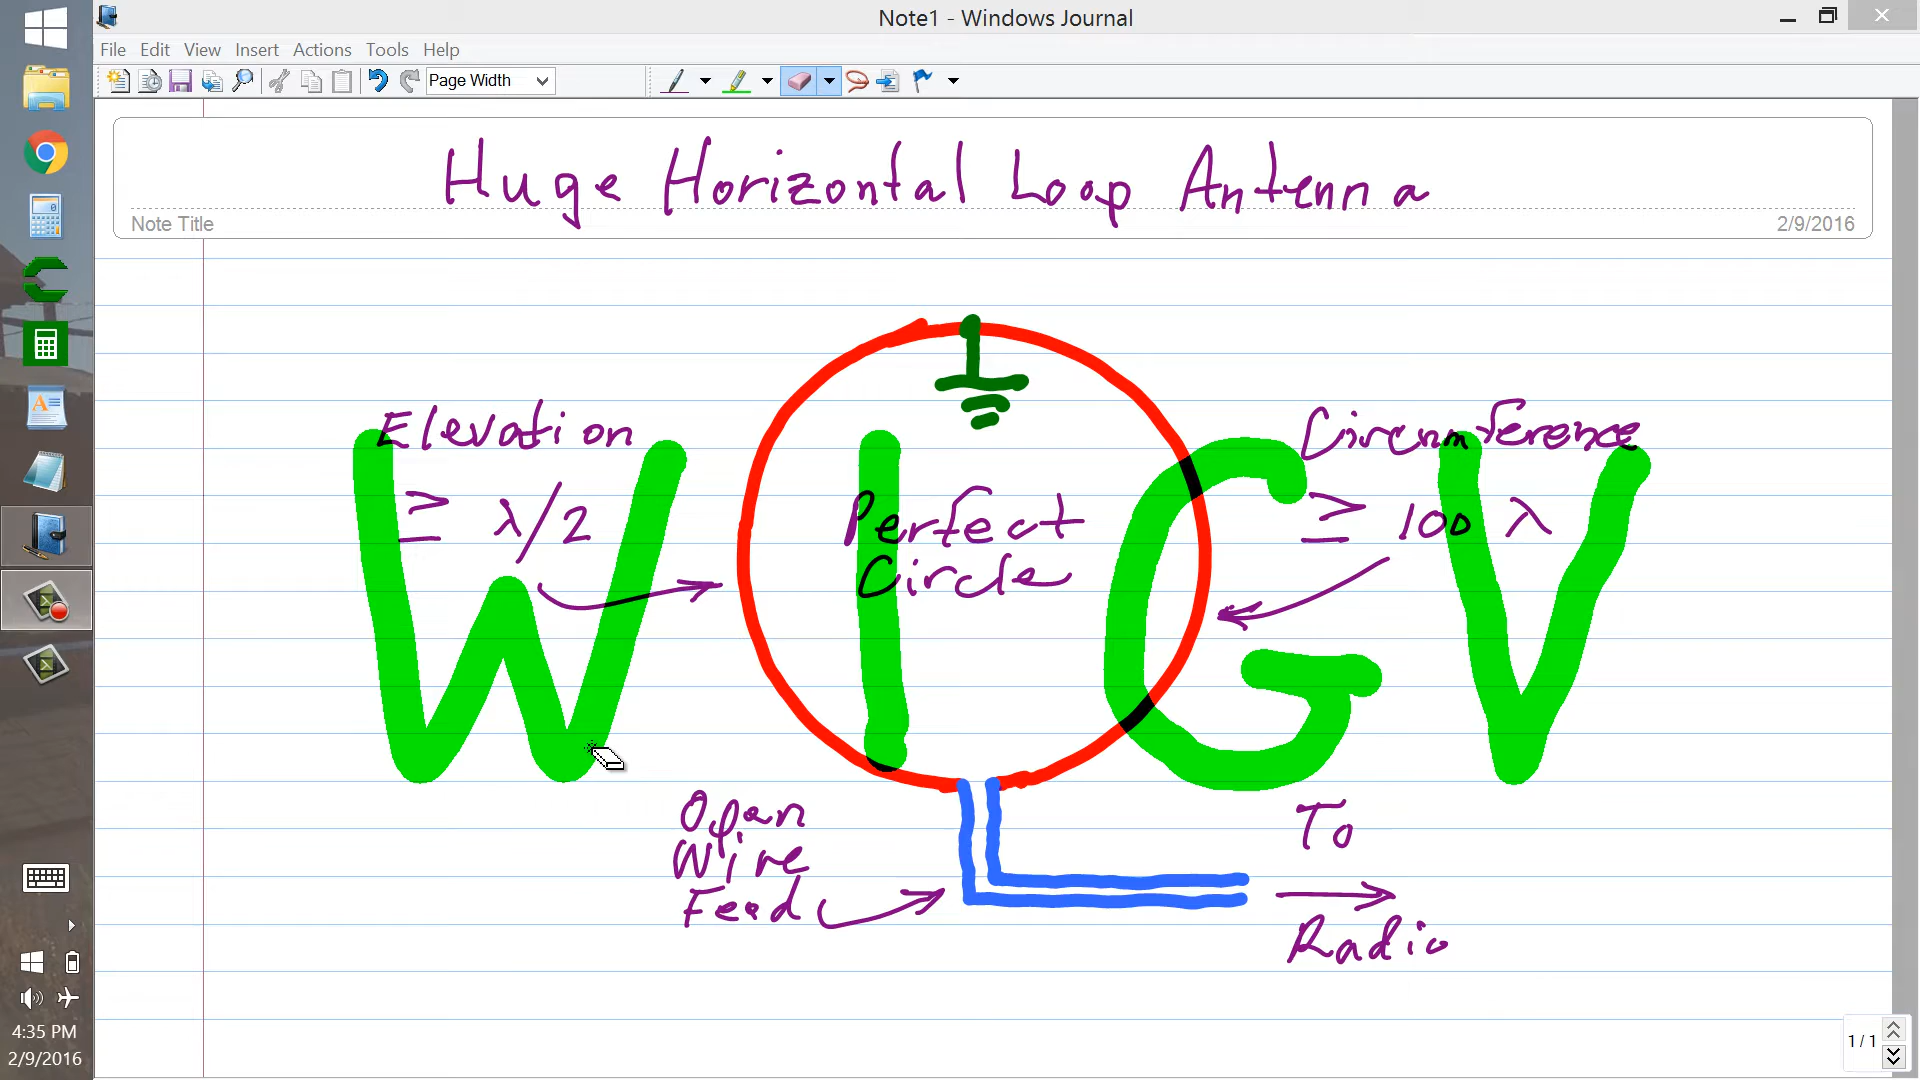 Note1 - Windows Journal
File Edit View Insert Actions Tools Help
Page Width
Huge Horizontal Loop Antenna
Note Title
2/9/2016
Elevation
≥ λ/2
Perfect
Circle
Circumference
≥ 100 λ
W1GV
Open
Wire
Feed
To
Radio
4:35 PM
2/9/2016
1 / 1